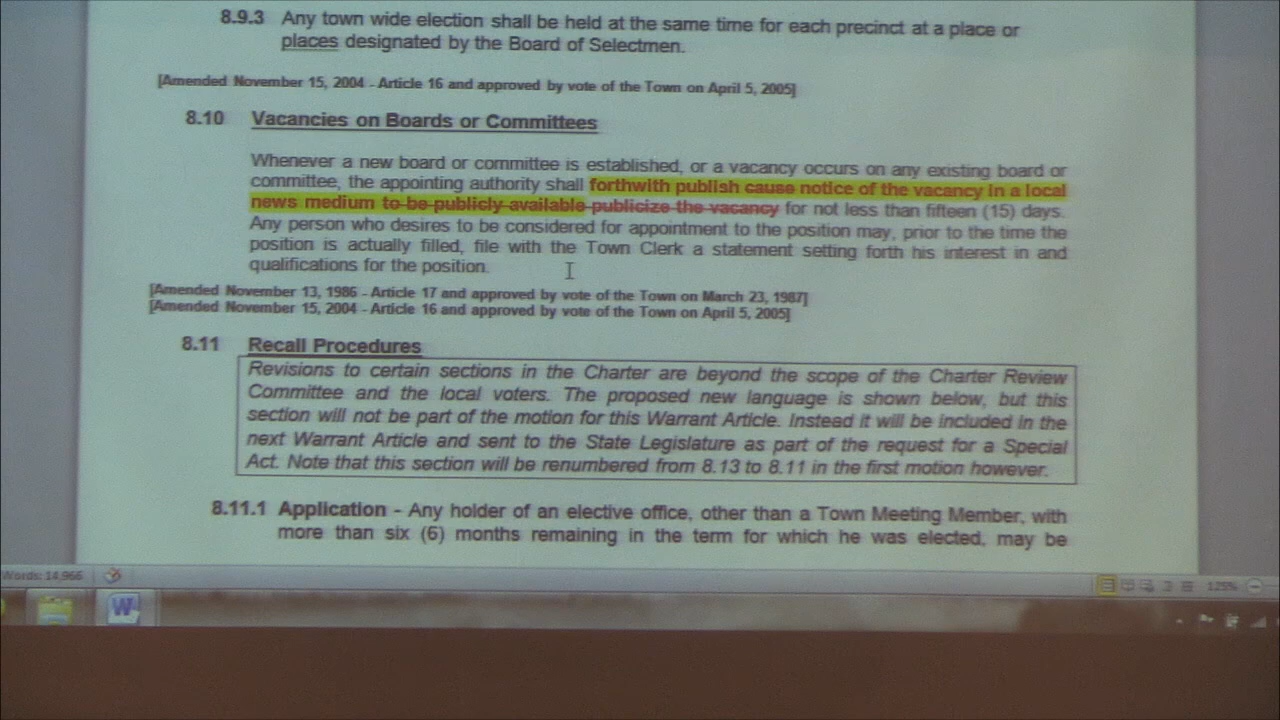 8.9.3 Any town wide election shall be held at the same time for each precinct at a place or
places designated by the Board of Selectmen.
[Amended November 15, 2004 - Article 16 and approved by vote of the Town on April 5, 2005]
8.10 Vacancies on Boards or Committees
Whenever a new board or committee is established, or a vacancy occurs on any existing board or
committee, the appointing authority shall forthwith publish cause notice of the vacancy in a local
news medium to be publicly available publicize the vacancy for not less than fifteen (15) days.
Any person who desires to be considered for appointment to the position may, prior to the time the
position is actually filled, file with the Town Clerk a statement setting forth his interest in and
qualifications for the position.
[Amended November 13, 1986 - Article 17 and approved by vote of the Town on March 23, 1987]
[Amended November 15, 2004 - Article 16 and approved by vote of the Town on April 5, 2005]
8.11 Recall Procedures
Revisions to certain sections in the Charter are beyond the scope of the Charter Review
Committee and the local voters. The proposed new language is shown below, but this
section will not be part of the motion for this Warrant Article. Instead it will be included in the
next Warrant Article and sent to the State Legislature as part of the request for a Special
Act. Note that this section will be renumbered from 8.13 to 8.11 in the first motion however.
8.11.1 Application - Any holder of an elective office, other than a Town Meeting Member, with
more than six (6) months remaining in the term for which he was elected, may be
Words: 14,966
125%